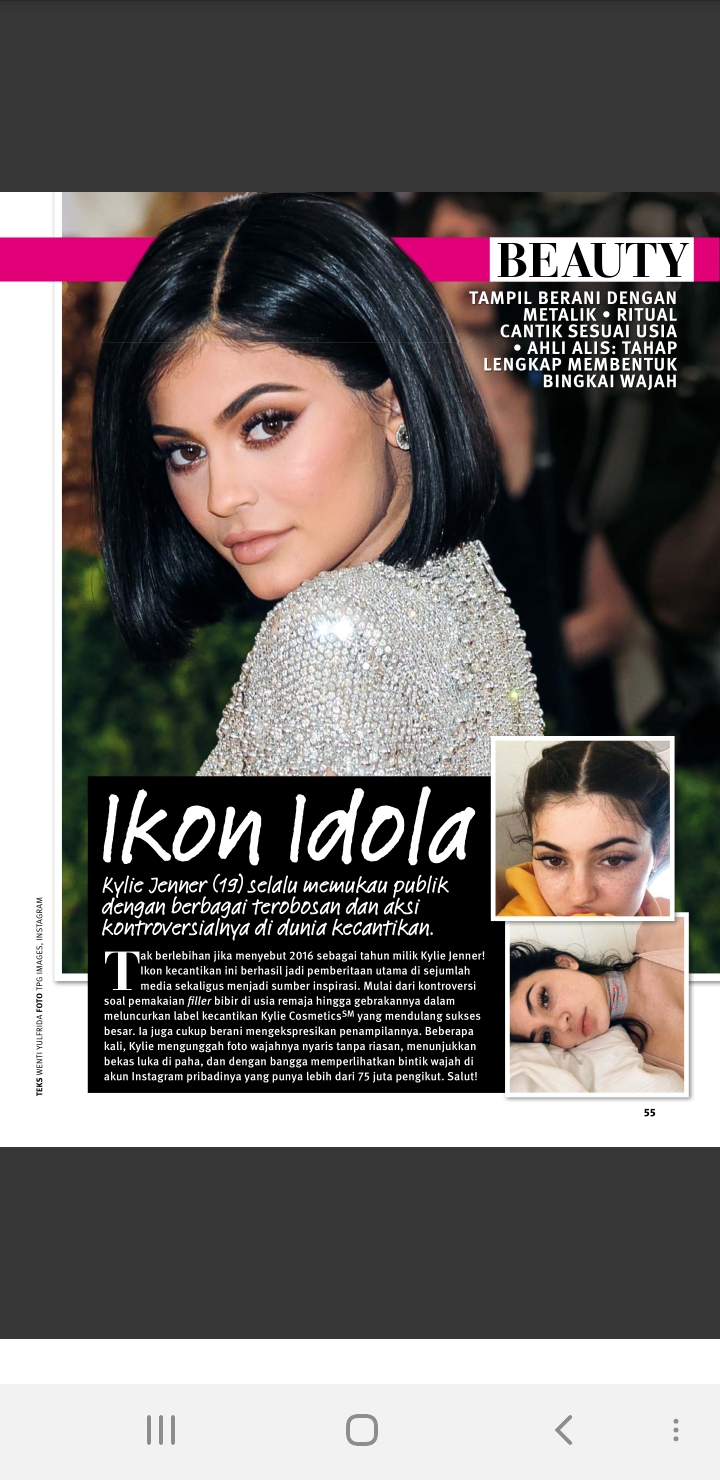 BEAUTY
TAMPIL BERANI DENGAN
METALIK • RITUAL
CANTIK SESUAI USIA
• AHLI ALIS: TAHAP
LENGKAP MEMBENTUK
BINGKAI WAJAH
Ikon Idola
Kylie Jenner (19) selalu memukau publik
dengan berbagai terobosan dan aksi
kontroversialnya di dunia kecantikan.
Tak berlebihan jika menyebut 2016 sebagai tahun milik Kylie Jenner!
Ikon kecantikan ini berhasil jadi pemberitaan utama di sejumlah
media sekaligus menjadi sumber inspirasi. Mulai dari kontroversi
soal pemakaian filler bibir di usia remaja hingga gebrakannya dalam
meluncurkan label kecantikan Kylie Cosmetics℠ yang mendulang sukses
besar. Ia juga cukup berani mengekspresikan penampilannya. Beberapa
kali, Kylie mengunggah foto wajahnya nyaris tanpa riasan, menunjukkan
bekas luka di paha, dan dengan bangga memperlihatkan bintik wajah di
akun Instagram pribadinya yang punya lebih dari 75 juta pengikut. Salut!
TEKS WENTI YULFRIDA FOTO TPG IMAGES, INSTAGRAM
55